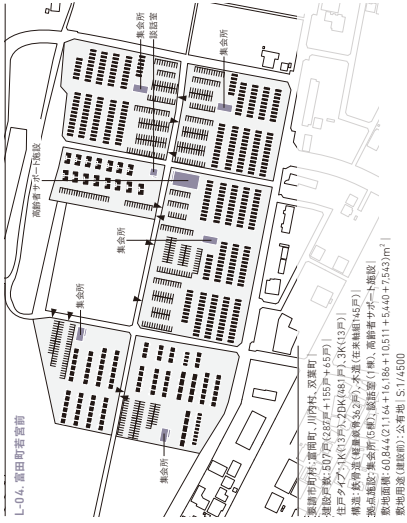 L-04. 富田町若宮前
集会所
集会所
高齢者サポート施設
集会所
集会所
談話室
集会所
要請市町村：富岡町，川内村，双葉町｜
建設戸数：507戸(287戸+155戸+65戸)｜
住戸タイプ：1K(13戸)，2DK(481戸)，3K(13戸)｜
構造：鉄骨造(軽量鉄骨362戸)，木造(在来軸組145戸)｜
拠点施設：集会所(5棟)，談話室(1棟)，高齢者サポート施設｜
敷地面積：60,844(21,164+16,186+10,511+5,440+7,543)m²｜
敷地用途(建設前)：公有地｜S:1/4500